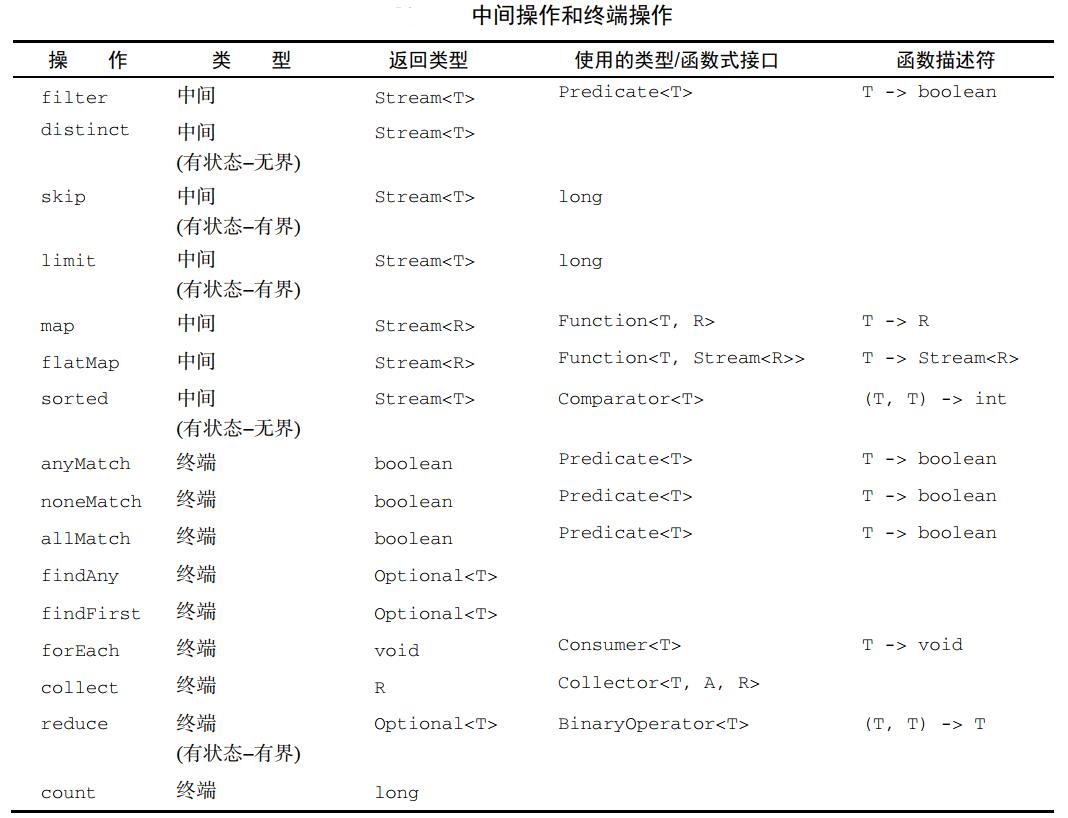 中间操作和终端操作
操 作 类 型 返回类型 使用的类型/函数式接口 函数描述符
filter 中间 Stream<T> Predicate<T> T -> boolean
distinct 中间 Stream<T>
(有状态–无界)
skip 中间 Stream<T> long
(有状态–有界)
limit 中间 Stream<T> long
(有状态–有界)
map 中间 Stream<R> Function<T, R> T -> R
flatMap 中间 Stream<R> Function<T, Stream<R>> T -> Stream<R>
sorted 中间 Stream<T> Comparator<T> (T, T) -> int
(有状态–无界)
anyMatch 终端 boolean Predicate<T> T -> boolean
noneMatch 终端 boolean Predicate<T> T -> boolean
allMatch 终端 boolean Predicate<T> T -> boolean
findAny 终端 Optional<T>
findFirst 终端 Optional<T>
forEach 终端 void Consumer<T> T -> void
collect 终端 R Collector<T, A, R>
reduce 终端 Optional<T> BinaryOperator<T> (T, T) -> T
(有状态–有界)
count 终端 long